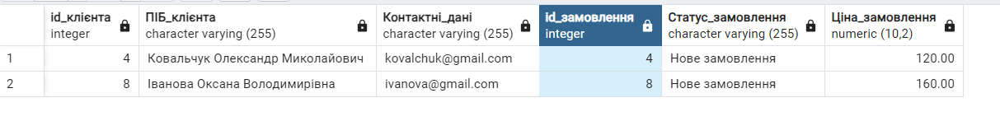 id_клієнта ПІБ_клієнта Контактні_дані id_замовлення Статус_замовлення Ціна_замовлення
integer character varying (255) character varying (255) integer character varying (255) numeric (10,2)
1 4 Ковальчук Олександр Миколайович kovalchuk@gmail.com 4 Нове замовлення 120.00
2 8 Іванова Оксана Володимирівна ivanova@gmail.com 8 Нове замовлення 160.00